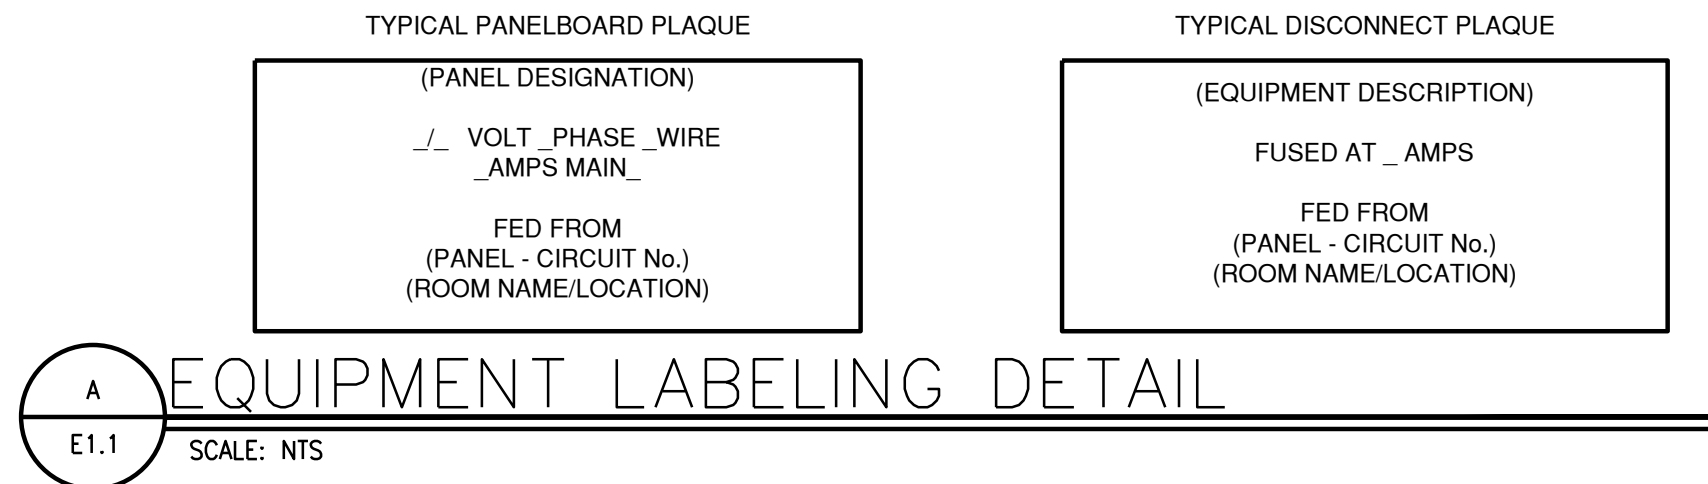 TYPICAL PANELBOARD PLAQUE
(PANEL DESIGNATION)
_/_ VOLT _PHASE _WIRE
_AMPS MAIN_
FED FROM
(PANEL - CIRCUIT No.)
(ROOM NAME/LOCATION)
TYPICAL DISCONNECT PLAQUE
(EQUIPMENT DESCRIPTION)
FUSED AT _ AMPS
FED FROM
(PANEL - CIRCUIT No.)
(ROOM NAME/LOCATION)
A
E1.1
EQUIPMENT LABELING DETAIL
SCALE: NTS